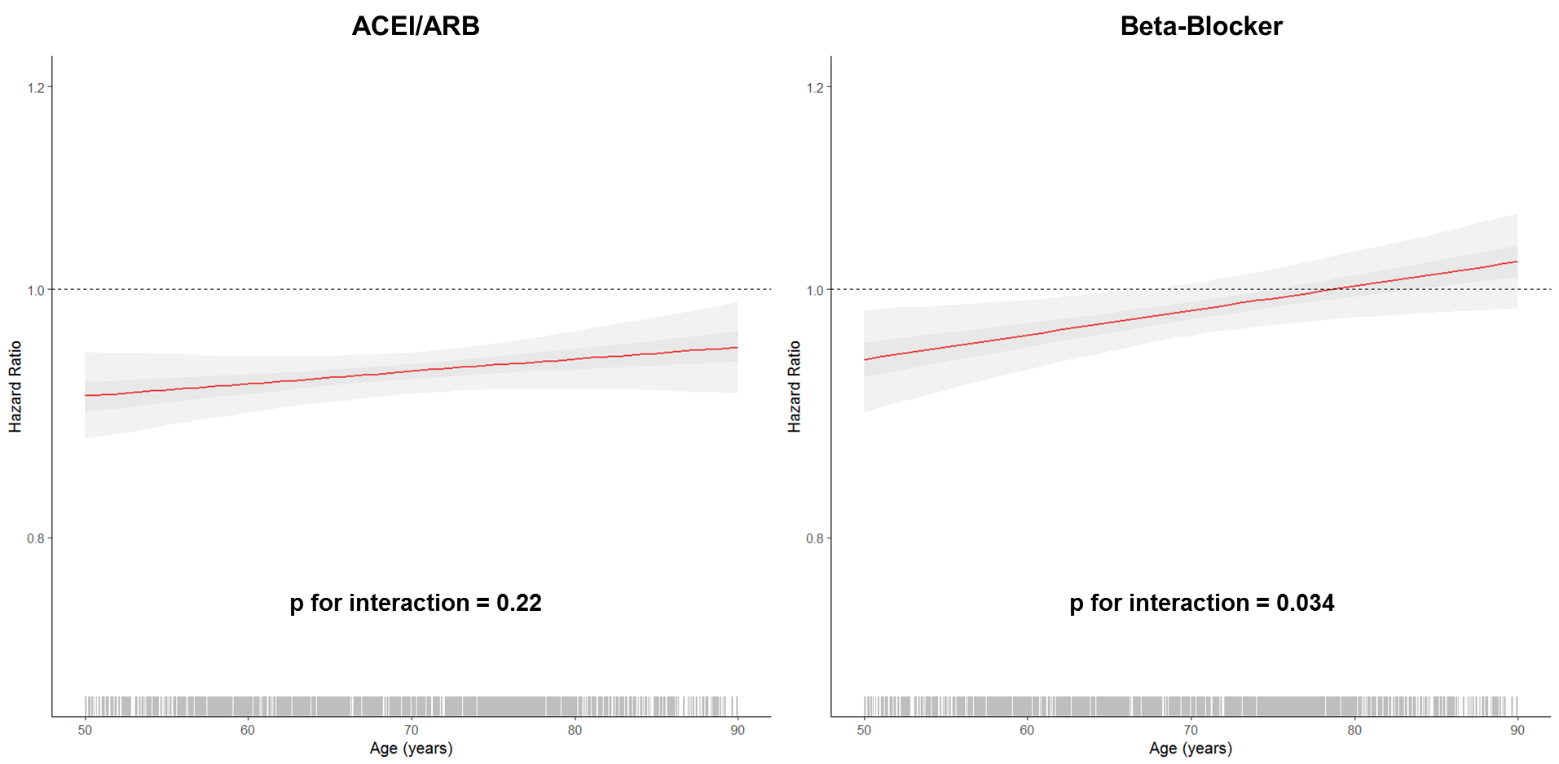 ACEI/ARB
Hazard Ratio
1.2
1.0
0.8
p for interaction = 0.22
50 60 70 80 90
Age (years)
Beta-Blocker
Hazard Ratio
1.2
1.0
0.8
p for interaction = 0.034
50 60 70 80 90
Age (years)